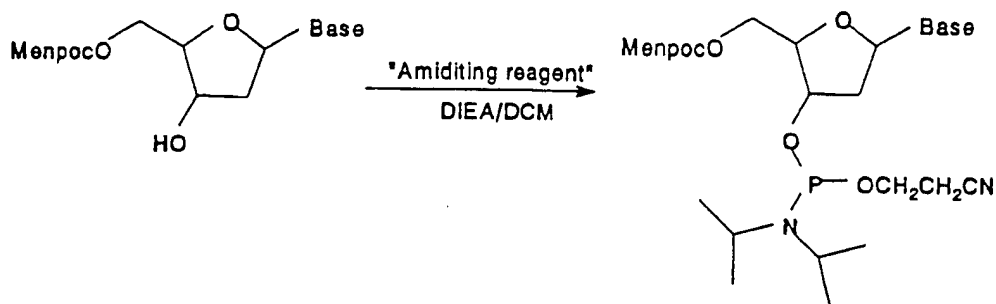 MenpocO
O
Base
HO
"Amiditing reagent"
DIEA/DCM
MenpocO
O
Base
O
P
OCH₂CH₂CN
N